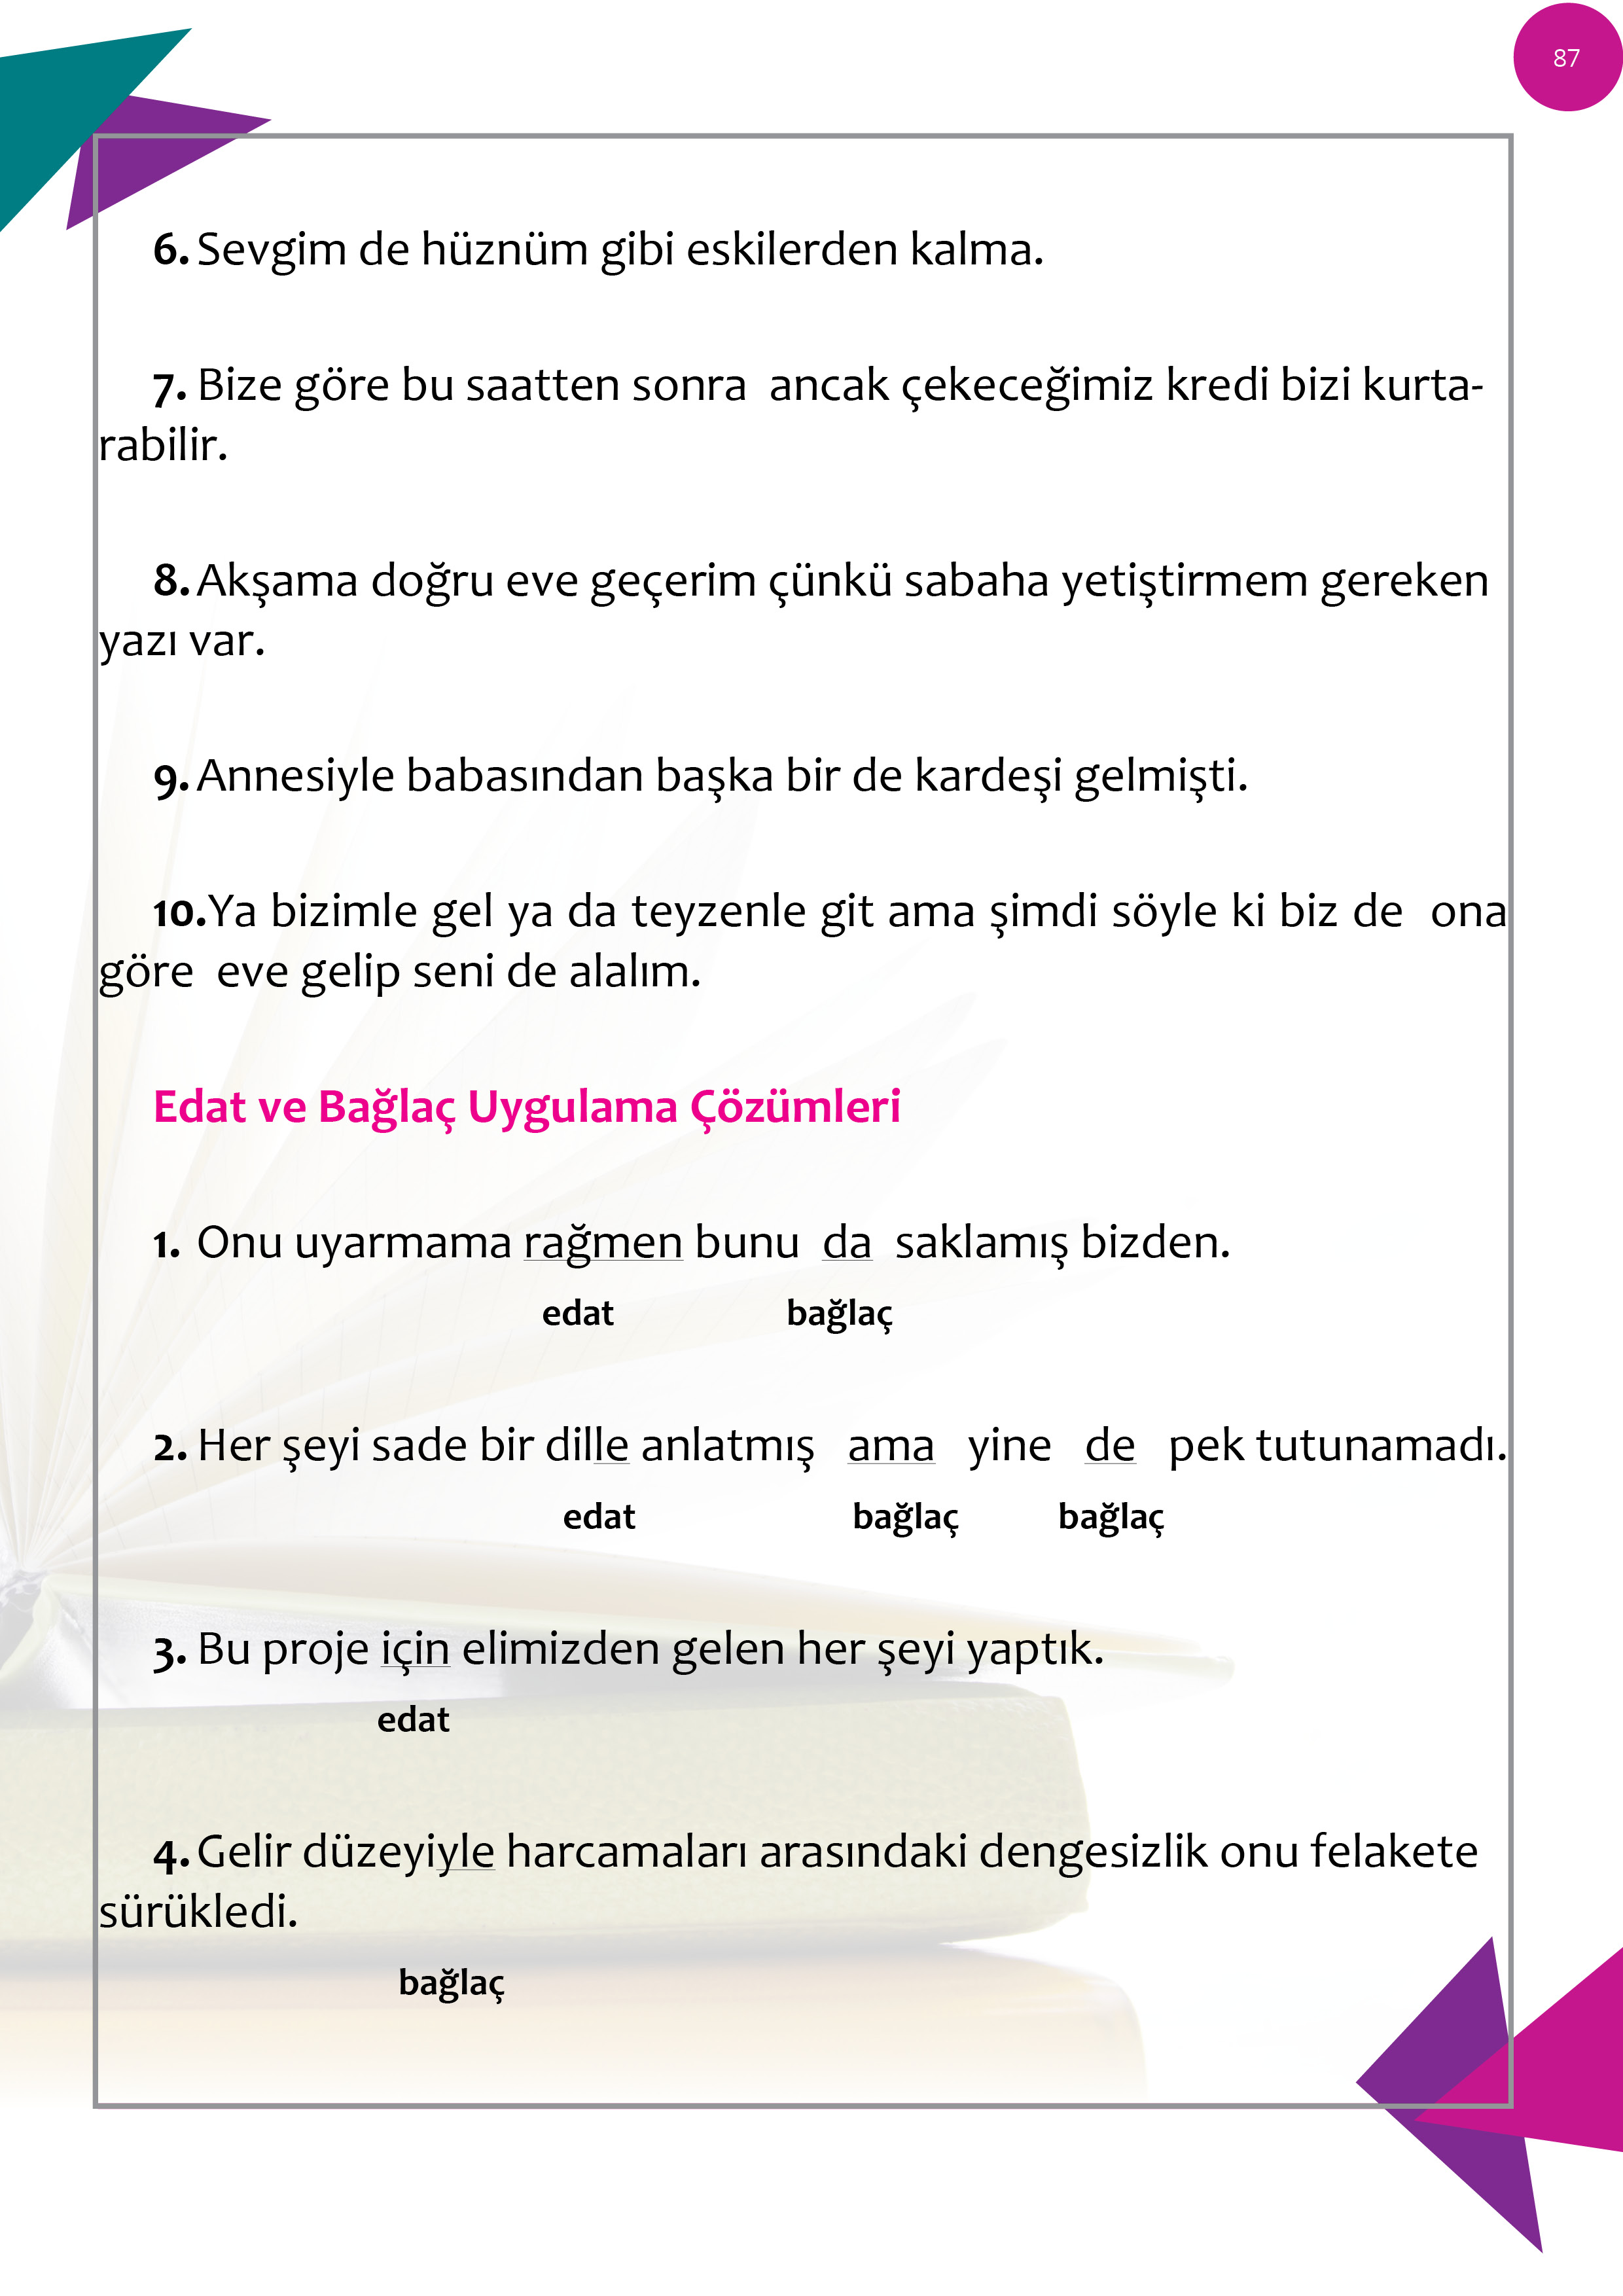 87
6. Sevgim de hüznüm gibi eskilerden kalma.
7. Bize göre bu saatten sonra ancak çekeceğimiz kredi bizi kurta-
rabilir.
8. Akşama doğru eve geçerim çünkü sabaha yetiştirmem gereken
yazı var.
9. Annesiyle babasından başka bir de kardeşi gelmişti.
10.Ya bizimle gel ya da teyzenle git ama şimdi söyle ki biz de ona
göre eve gelip seni de alalım.
Edat ve Bağlaç Uygulama Çözümleri
1. Onu uyarmama rağmen bunu da saklamış bizden.
edat bağlaç
2. Her şeyi sade bir dille anlatmış ama yine de pek tutunamadı.
edat bağlaç bağlaç
3. Bu proje için elimizden gelen her şeyi yaptık.
edat
4. Gelir düzeyiyle harcamaları arasındaki dengesizlik onu felakete
sürükledi.
bağlaç